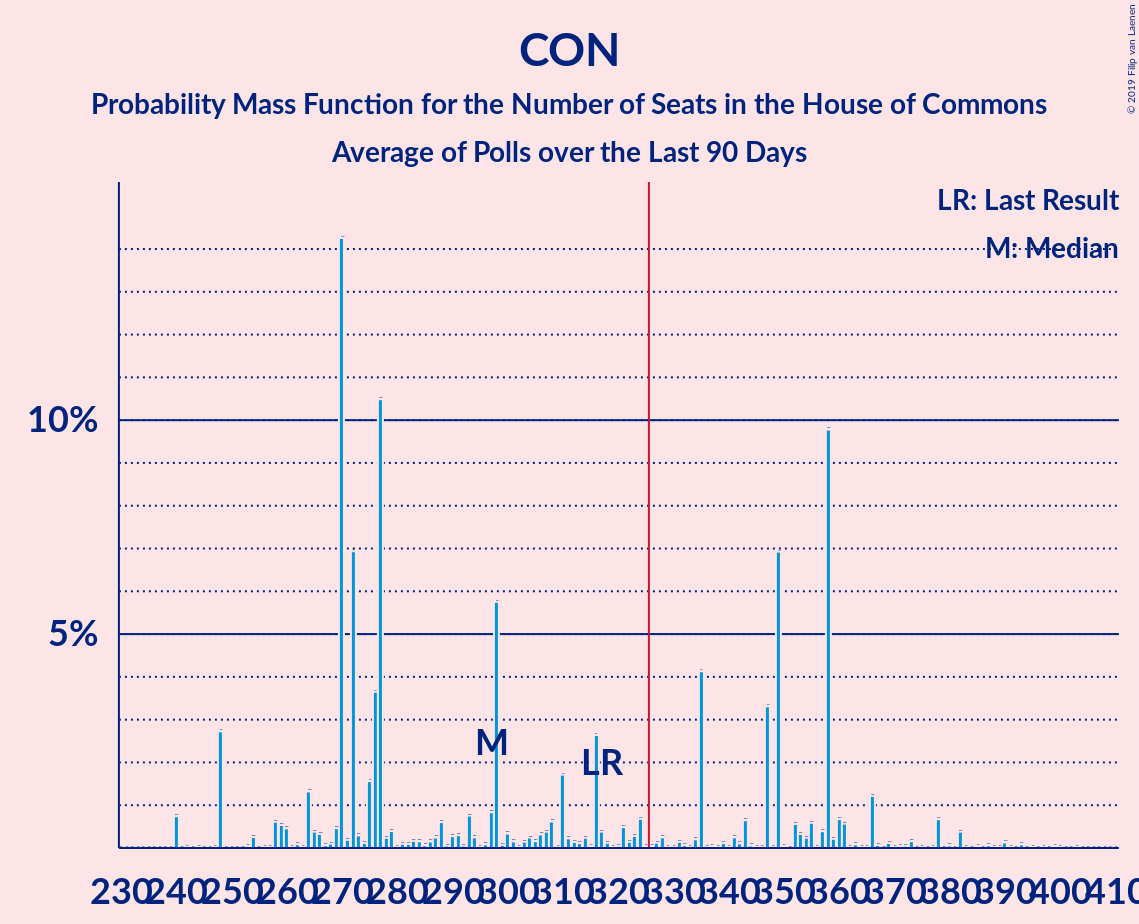 CON
Probability Mass Function for the Number of Seats in the House of Commons
Average of Polls over the Last 90 Days
© 2019 Filip van Laenen
LR: Last Result
M: Median
10%
5%
M
LR
230 240 250 260 270 280 290 300 310 320 330 340 350 360 370 380 390 400 410